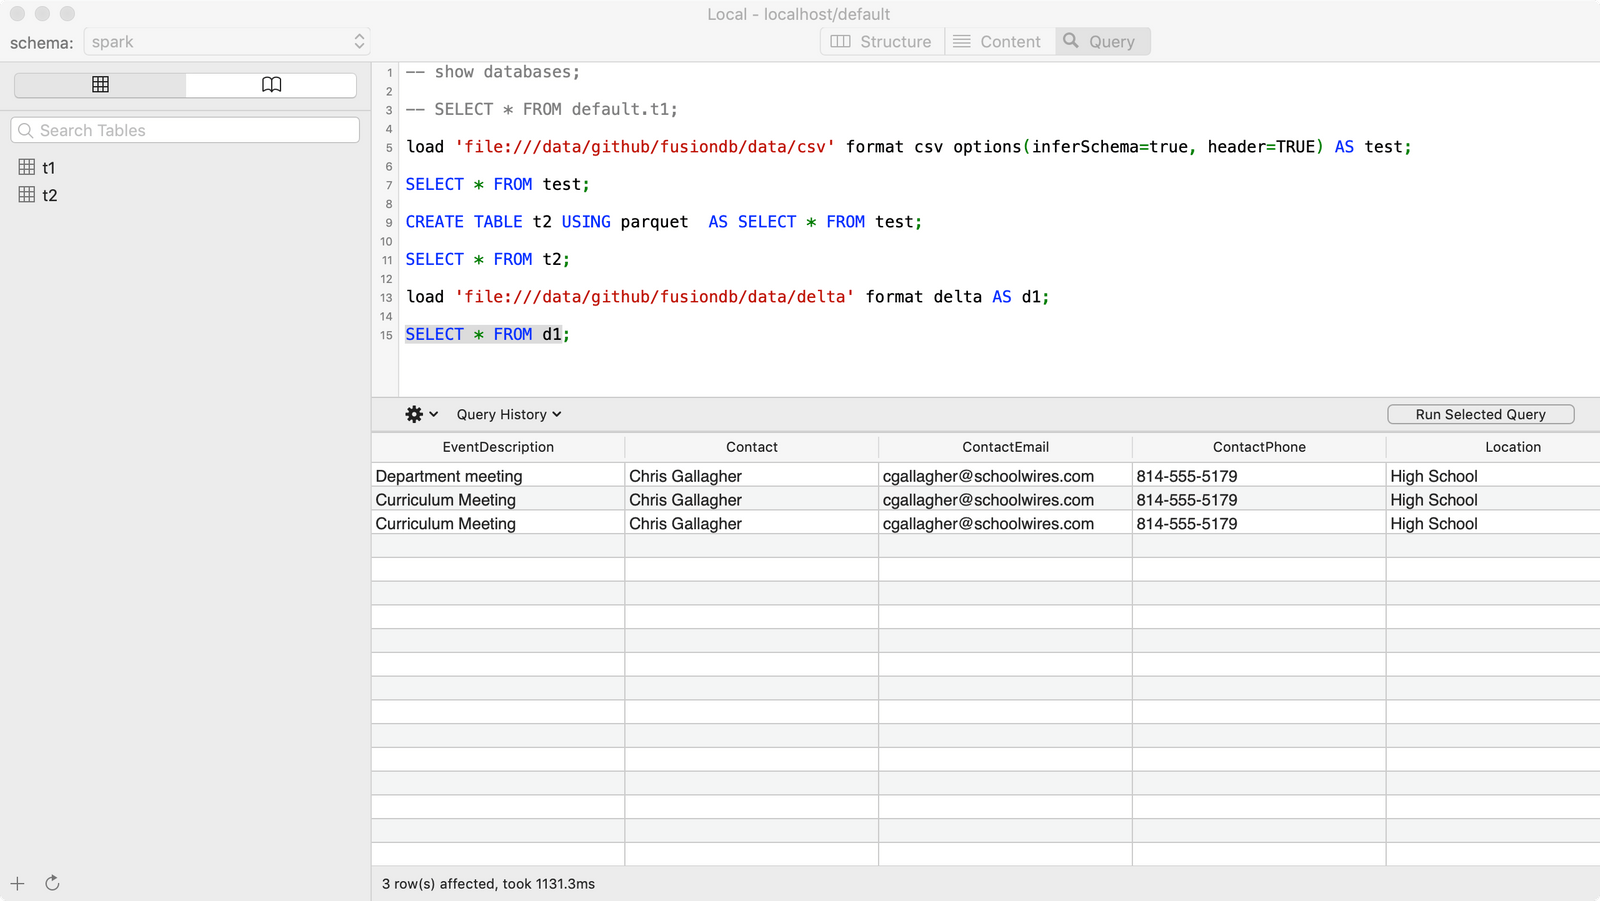 Local - localhost/default
schema: spark
Structure Content Query
Search Tables
t1
t2
1 -- show databases;
2
3 -- SELECT * FROM default.t1;
4
5 load 'file:///data/github/fusiondb/data/csv' format csv options(inferSchema=true, header=TRUE) AS test;
6
7 SELECT * FROM test;
8
9 CREATE TABLE t2 USING parquet  AS SELECT * FROM test;
10
11 SELECT * FROM t2;
12
13 load 'file:///data/github/fusiondb/data/delta' format delta AS d1;
14
15 SELECT * FROM d1;
Query History Run Selected Query
EventDescription Contact ContactEmail ContactPhone Location
Department meeting Chris Gallagher cgallagher@schoolwires.com 814-555-5179 High School
Curriculum Meeting Chris Gallagher cgallagher@schoolwires.com 814-555-5179 High School
Curriculum Meeting Chris Gallagher cgallagher@schoolwires.com 814-555-5179 High School
3 row(s) affected, took 1131.3ms